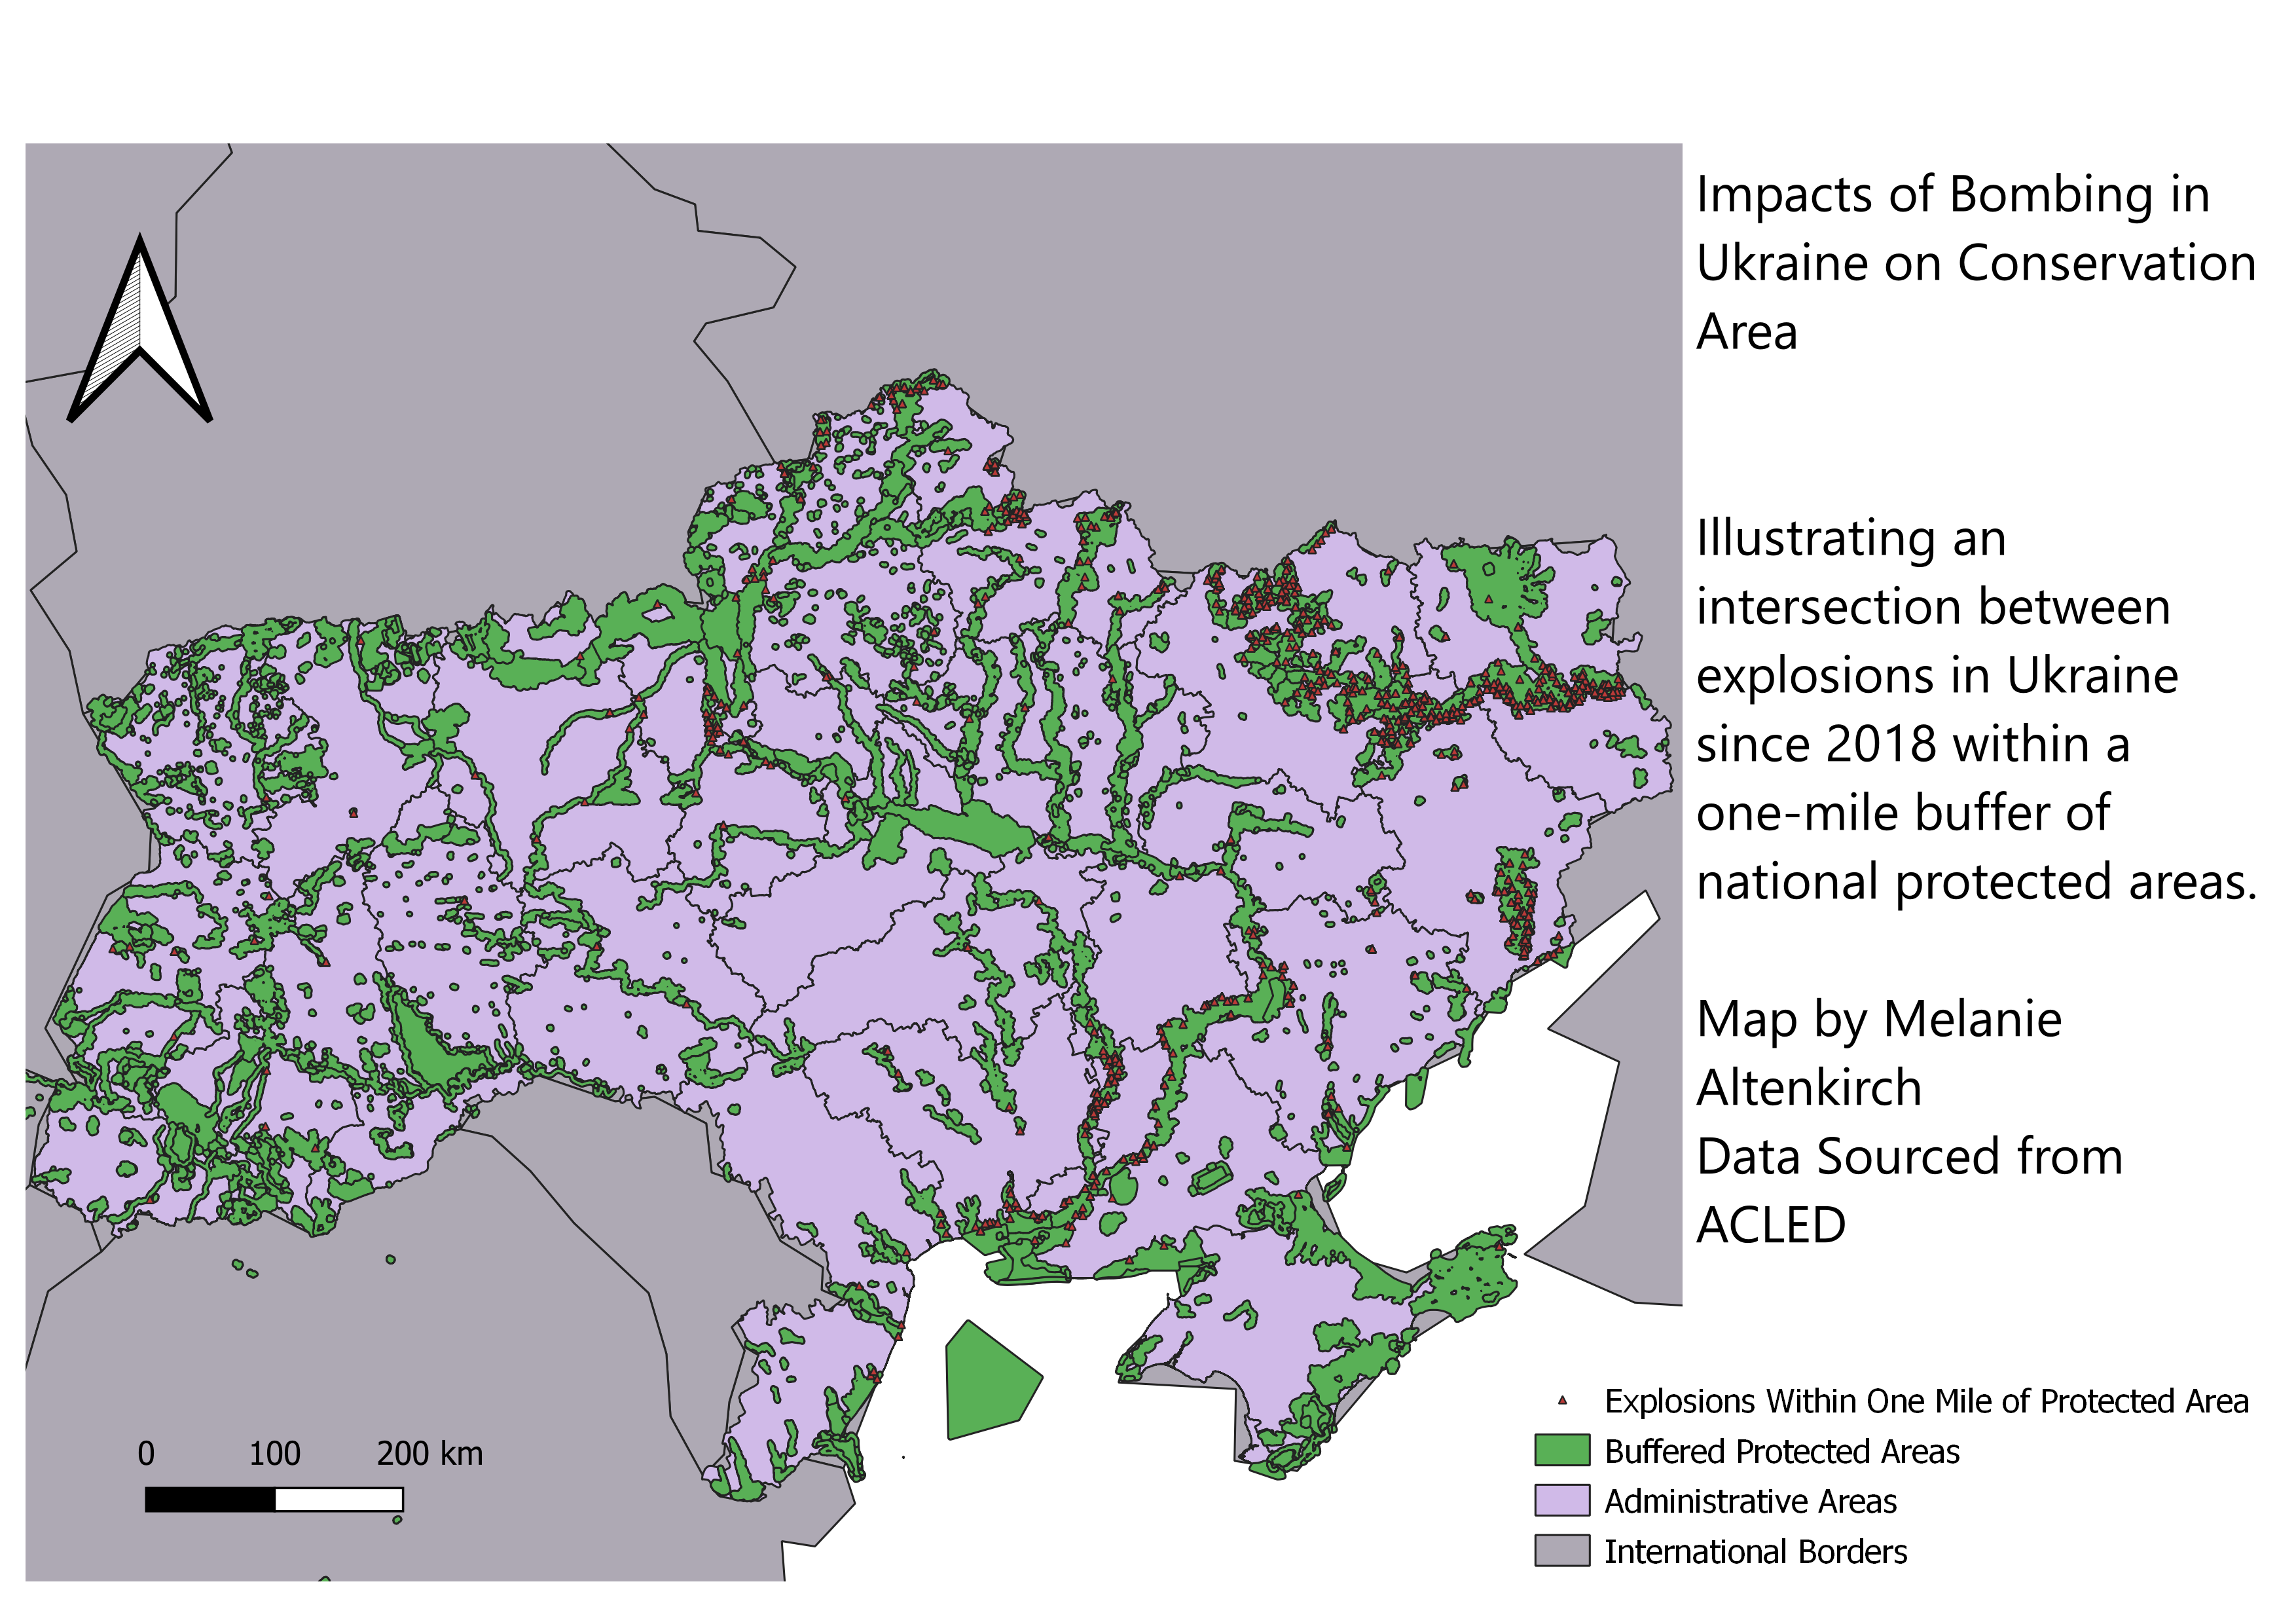 Impacts of Bombing in
Ukraine on Conservation
Area
Illustrating an
intersection between
explosions in Ukraine
since 2018 within a
one-mile buffer of
national protected areas.
Map by Melanie
Altenkirch
Data Sourced from
ACLED
Explosions Within One Mile of Protected Area
Buffered Protected Areas
Administrative Areas
International Borders
0 100 200 km